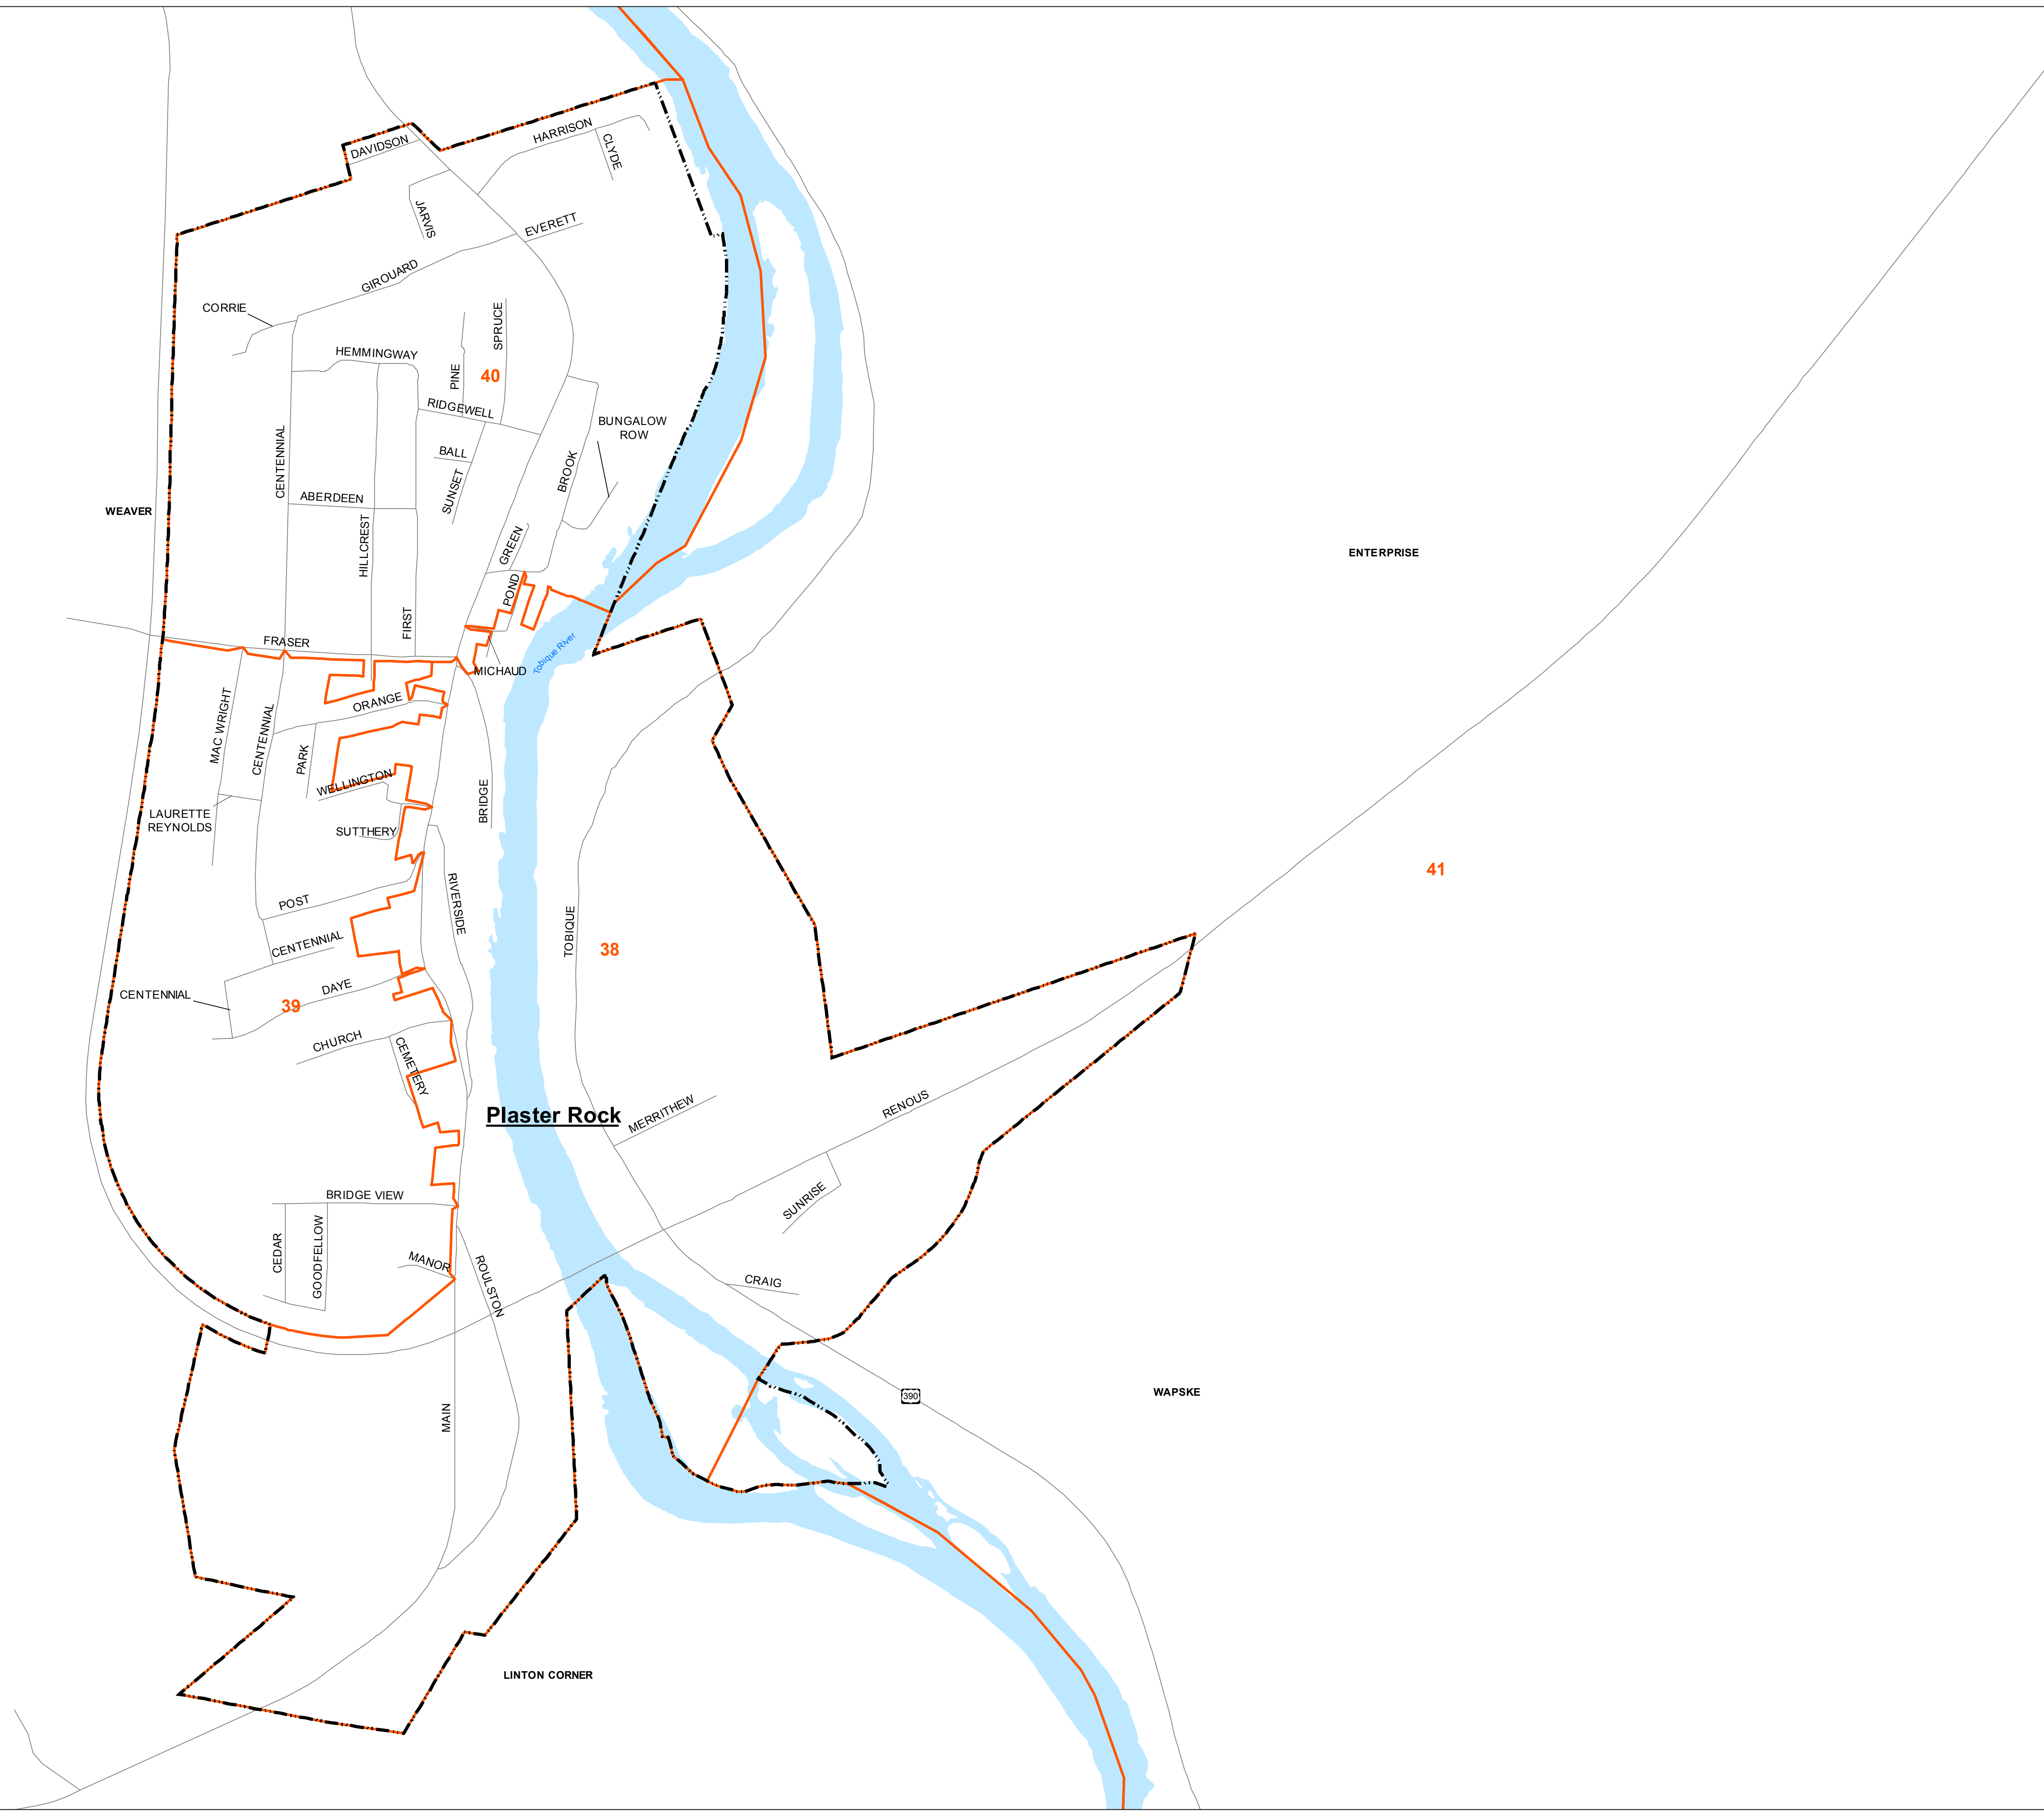 HARRISON
CLYDE
DAVIDSON
JARVIS
EVERETT
GIROUARD
CORRIE
SPRUCE
HEMMINGWAY
PINE
40
RIDGEWELL
BUNGALOW
ROW
CENTENNIAL
BALL
BROOK
SUNSET
ABERDEEN
WEAVER
HILLCREST
GREEN
ENTERPRISE
POND
FIRST
FRASER
Tobique River
MICHAUD
ORANGE
MAC WRIGHT
CENTENNIAL
PARK
WELLINGTON
BRIDGE
LAURETTE
REYNOLDS
SUTTHERY
41
RIVERSIDE
POST
TOBIQUE
38
CENTENNIAL
DAYE
CENTENNIAL
39
CHURCH
CEMETERY
Plaster Rock
MERRITHEW
RENOUS
BRIDGE VIEW
SUNRISE
CEDAR
GOODFELLOW
MANOR
ROULSTON
CRAIG
390
WAPSKE
MAIN
LINTON CORNER